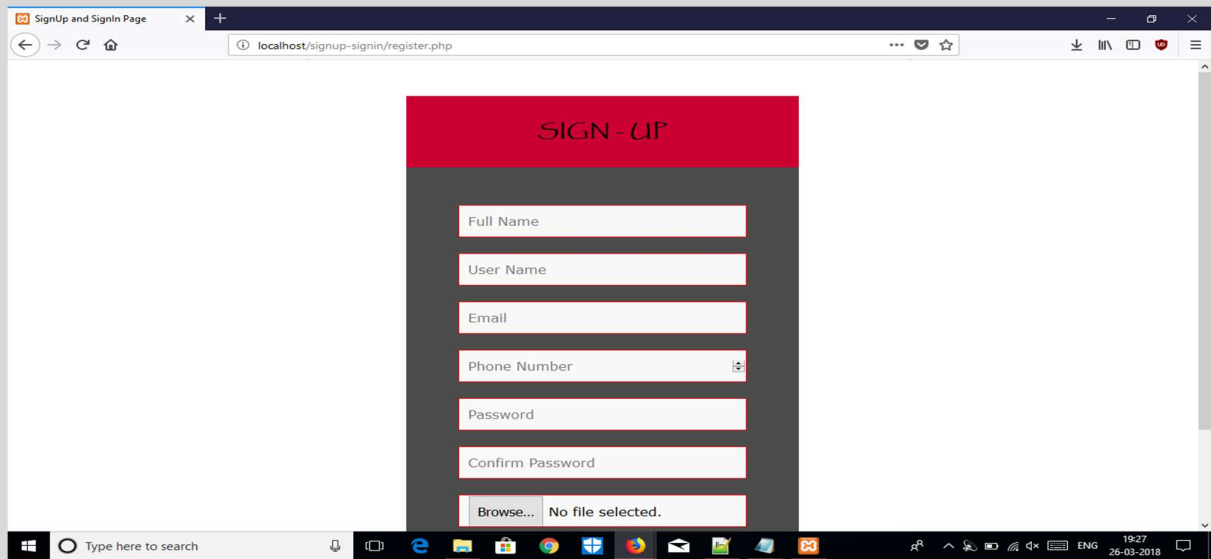 SignUp and SignIn Page
localhost/signup-signin/register.php
SIGN-UP
Full Name
User Name
Email
Phone Number
Password
Confirm Password
Browse... No file selected.
Type here to search
ENG
19:27
26-03-2018